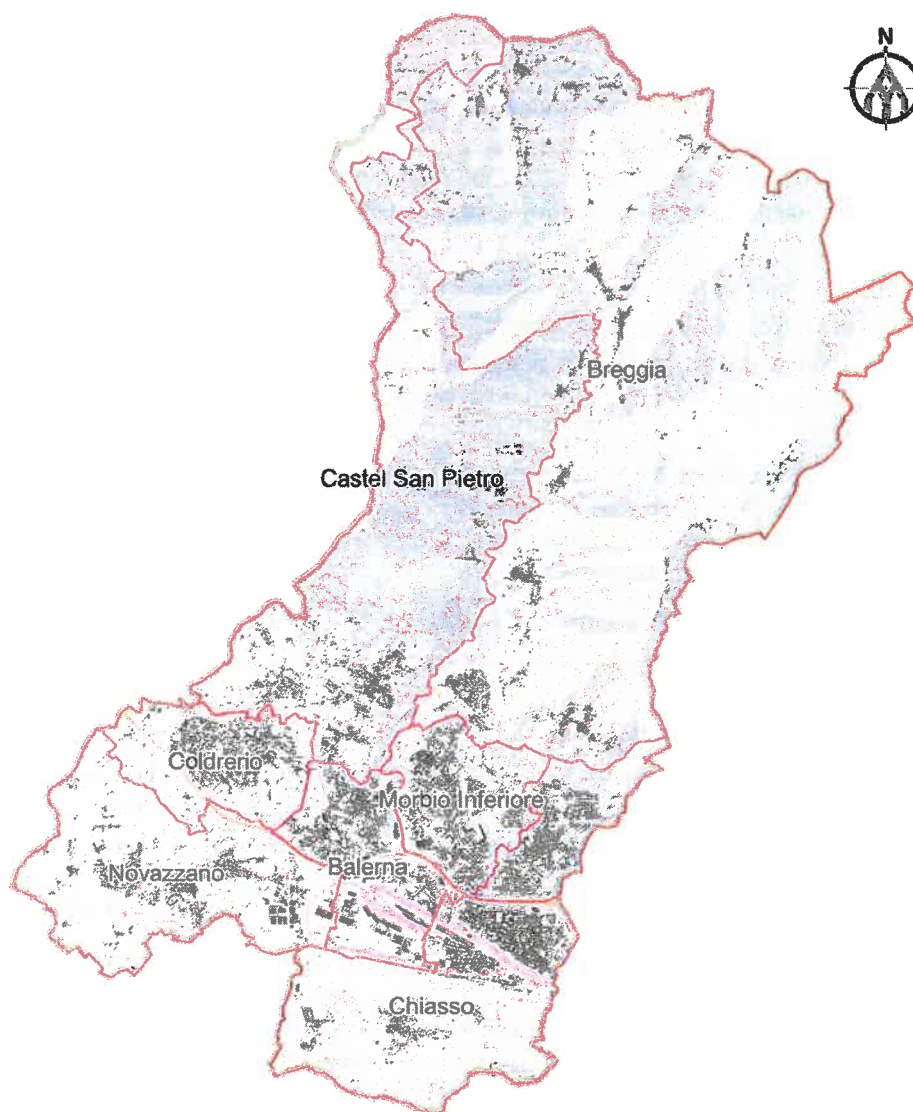 N
Breggia
Castel San Pietro
Coldrerio
Morbio Inferiore
Balerna
Novazzano
Chiasso